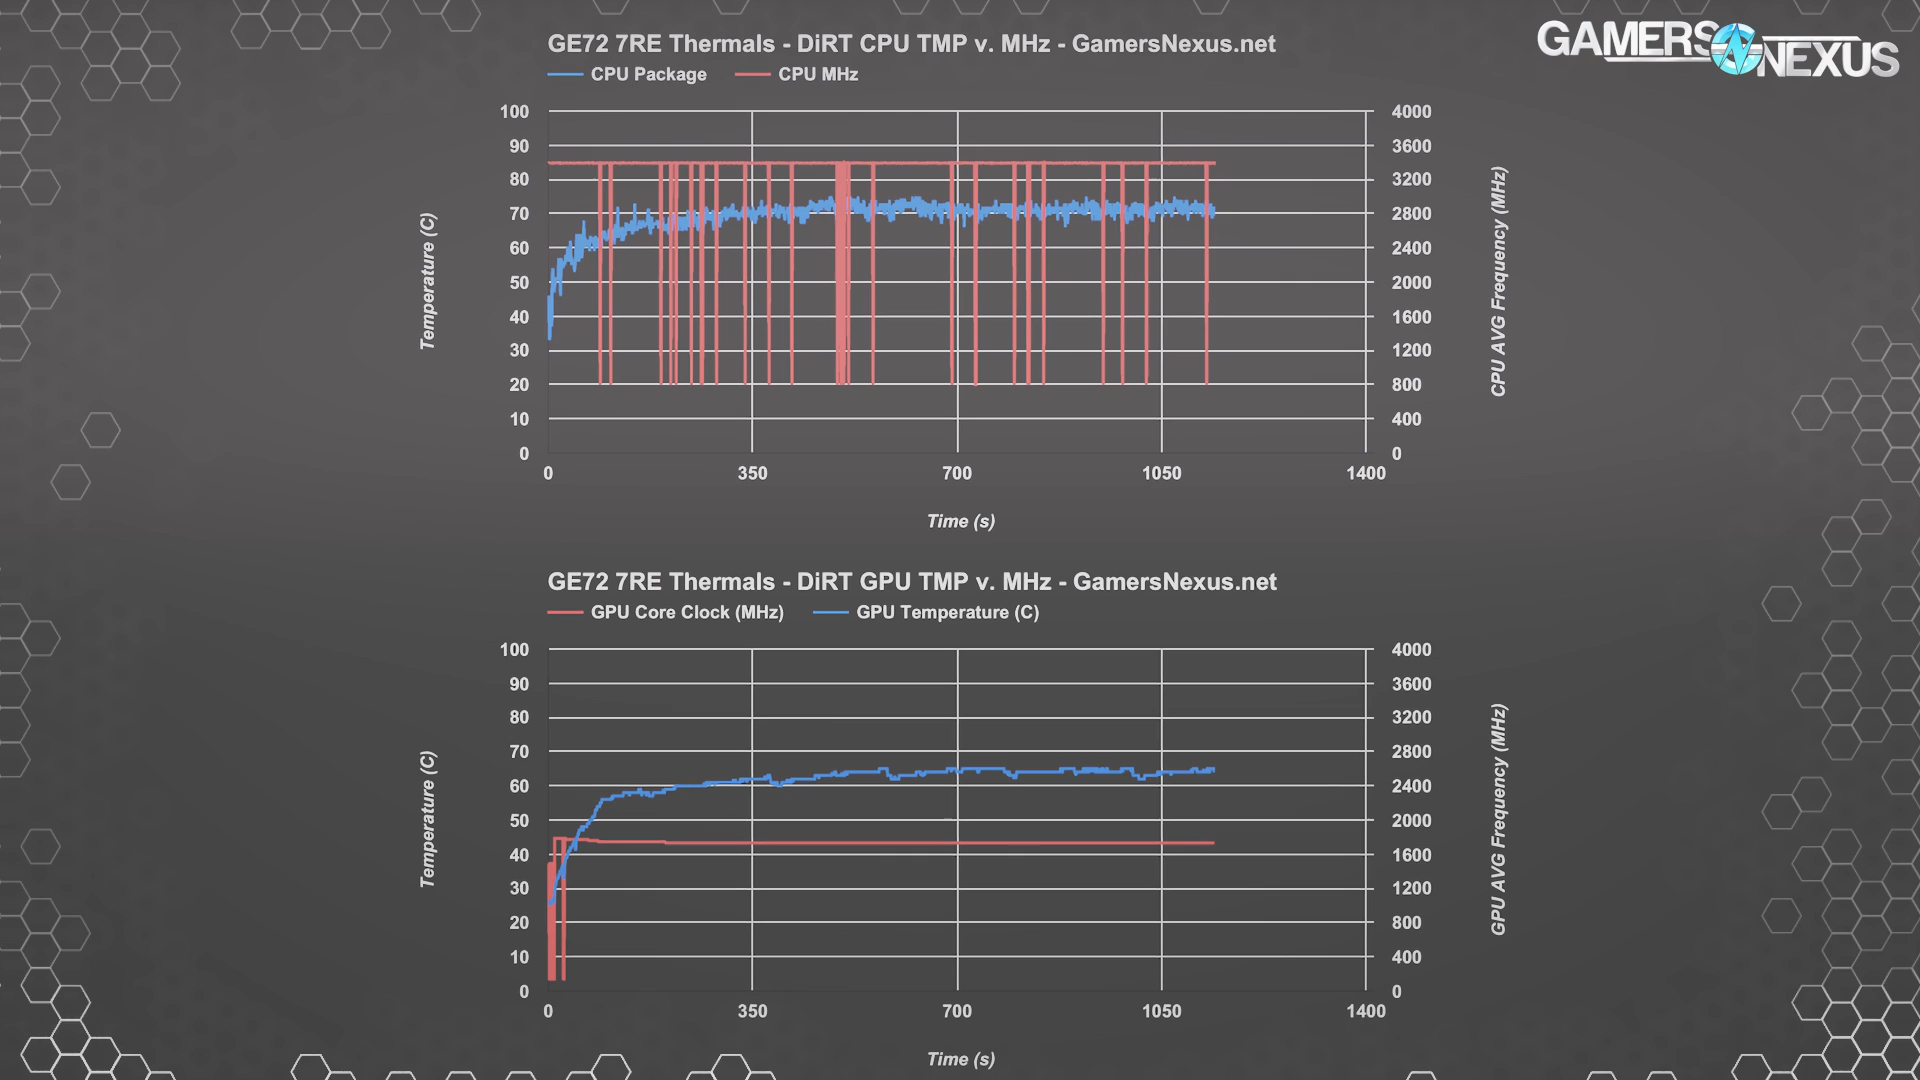 GAMERS NEXUS
GE72 7RE Thermals - DiRT CPU TMP v. MHz - GamersNexus.net
CPU Package CPU MHz
100 4000
90 3600
80 3200
70 2800
60 2400
50 2000
40 1600
30 1200
20 800
10 400
0 0
Temperature (C)
CPU AVG Frequency (MHz)
0 350 700 1050 1400
Time (s)
GE72 7RE Thermals - DiRT GPU TMP v. MHz - GamersNexus.net
GPU Core Clock (MHz) GPU Temperature (C)
100 4000
90 3600
80 3200
70 2800
60 2400
50 2000
40 1600
30 1200
20 800
10 400
0 0
Temperature (C)
GPU AVG Frequency (MHz)
0 350 700 1050 1400
Time (s)